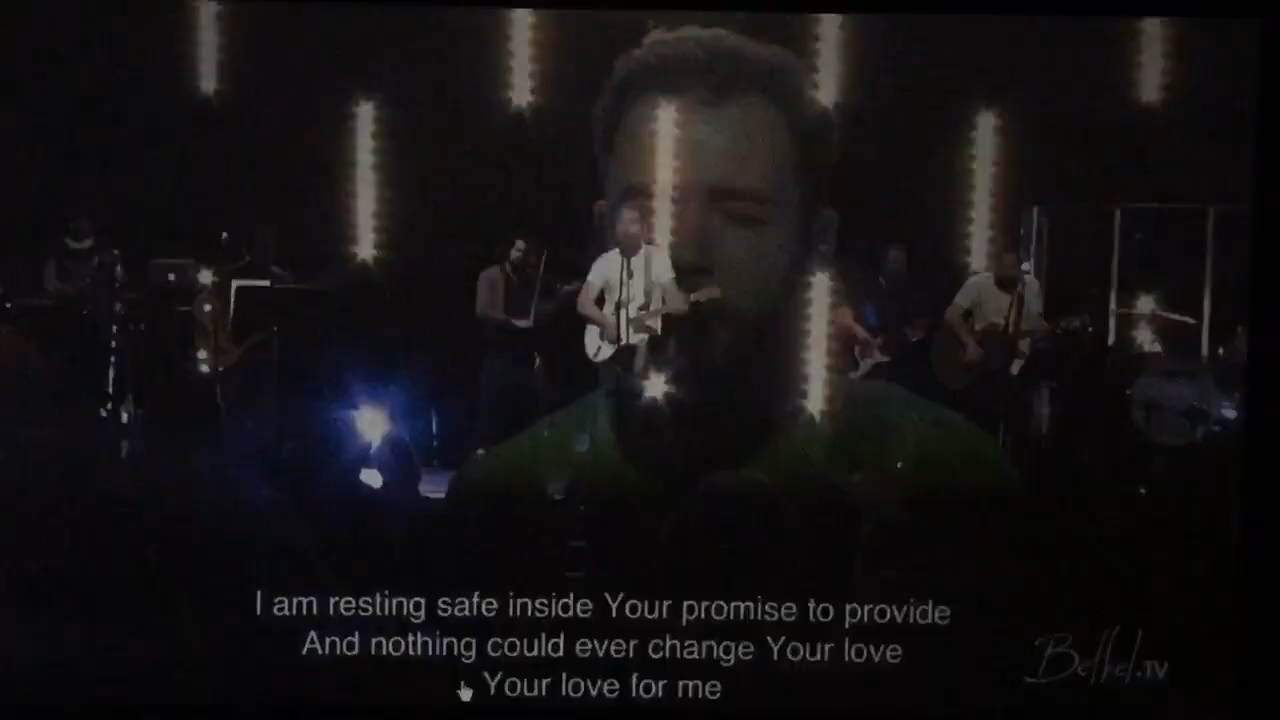 I am resting safe inside Your promise to provide
And nothing could ever change Your love
Your love for me
Bethel.TV